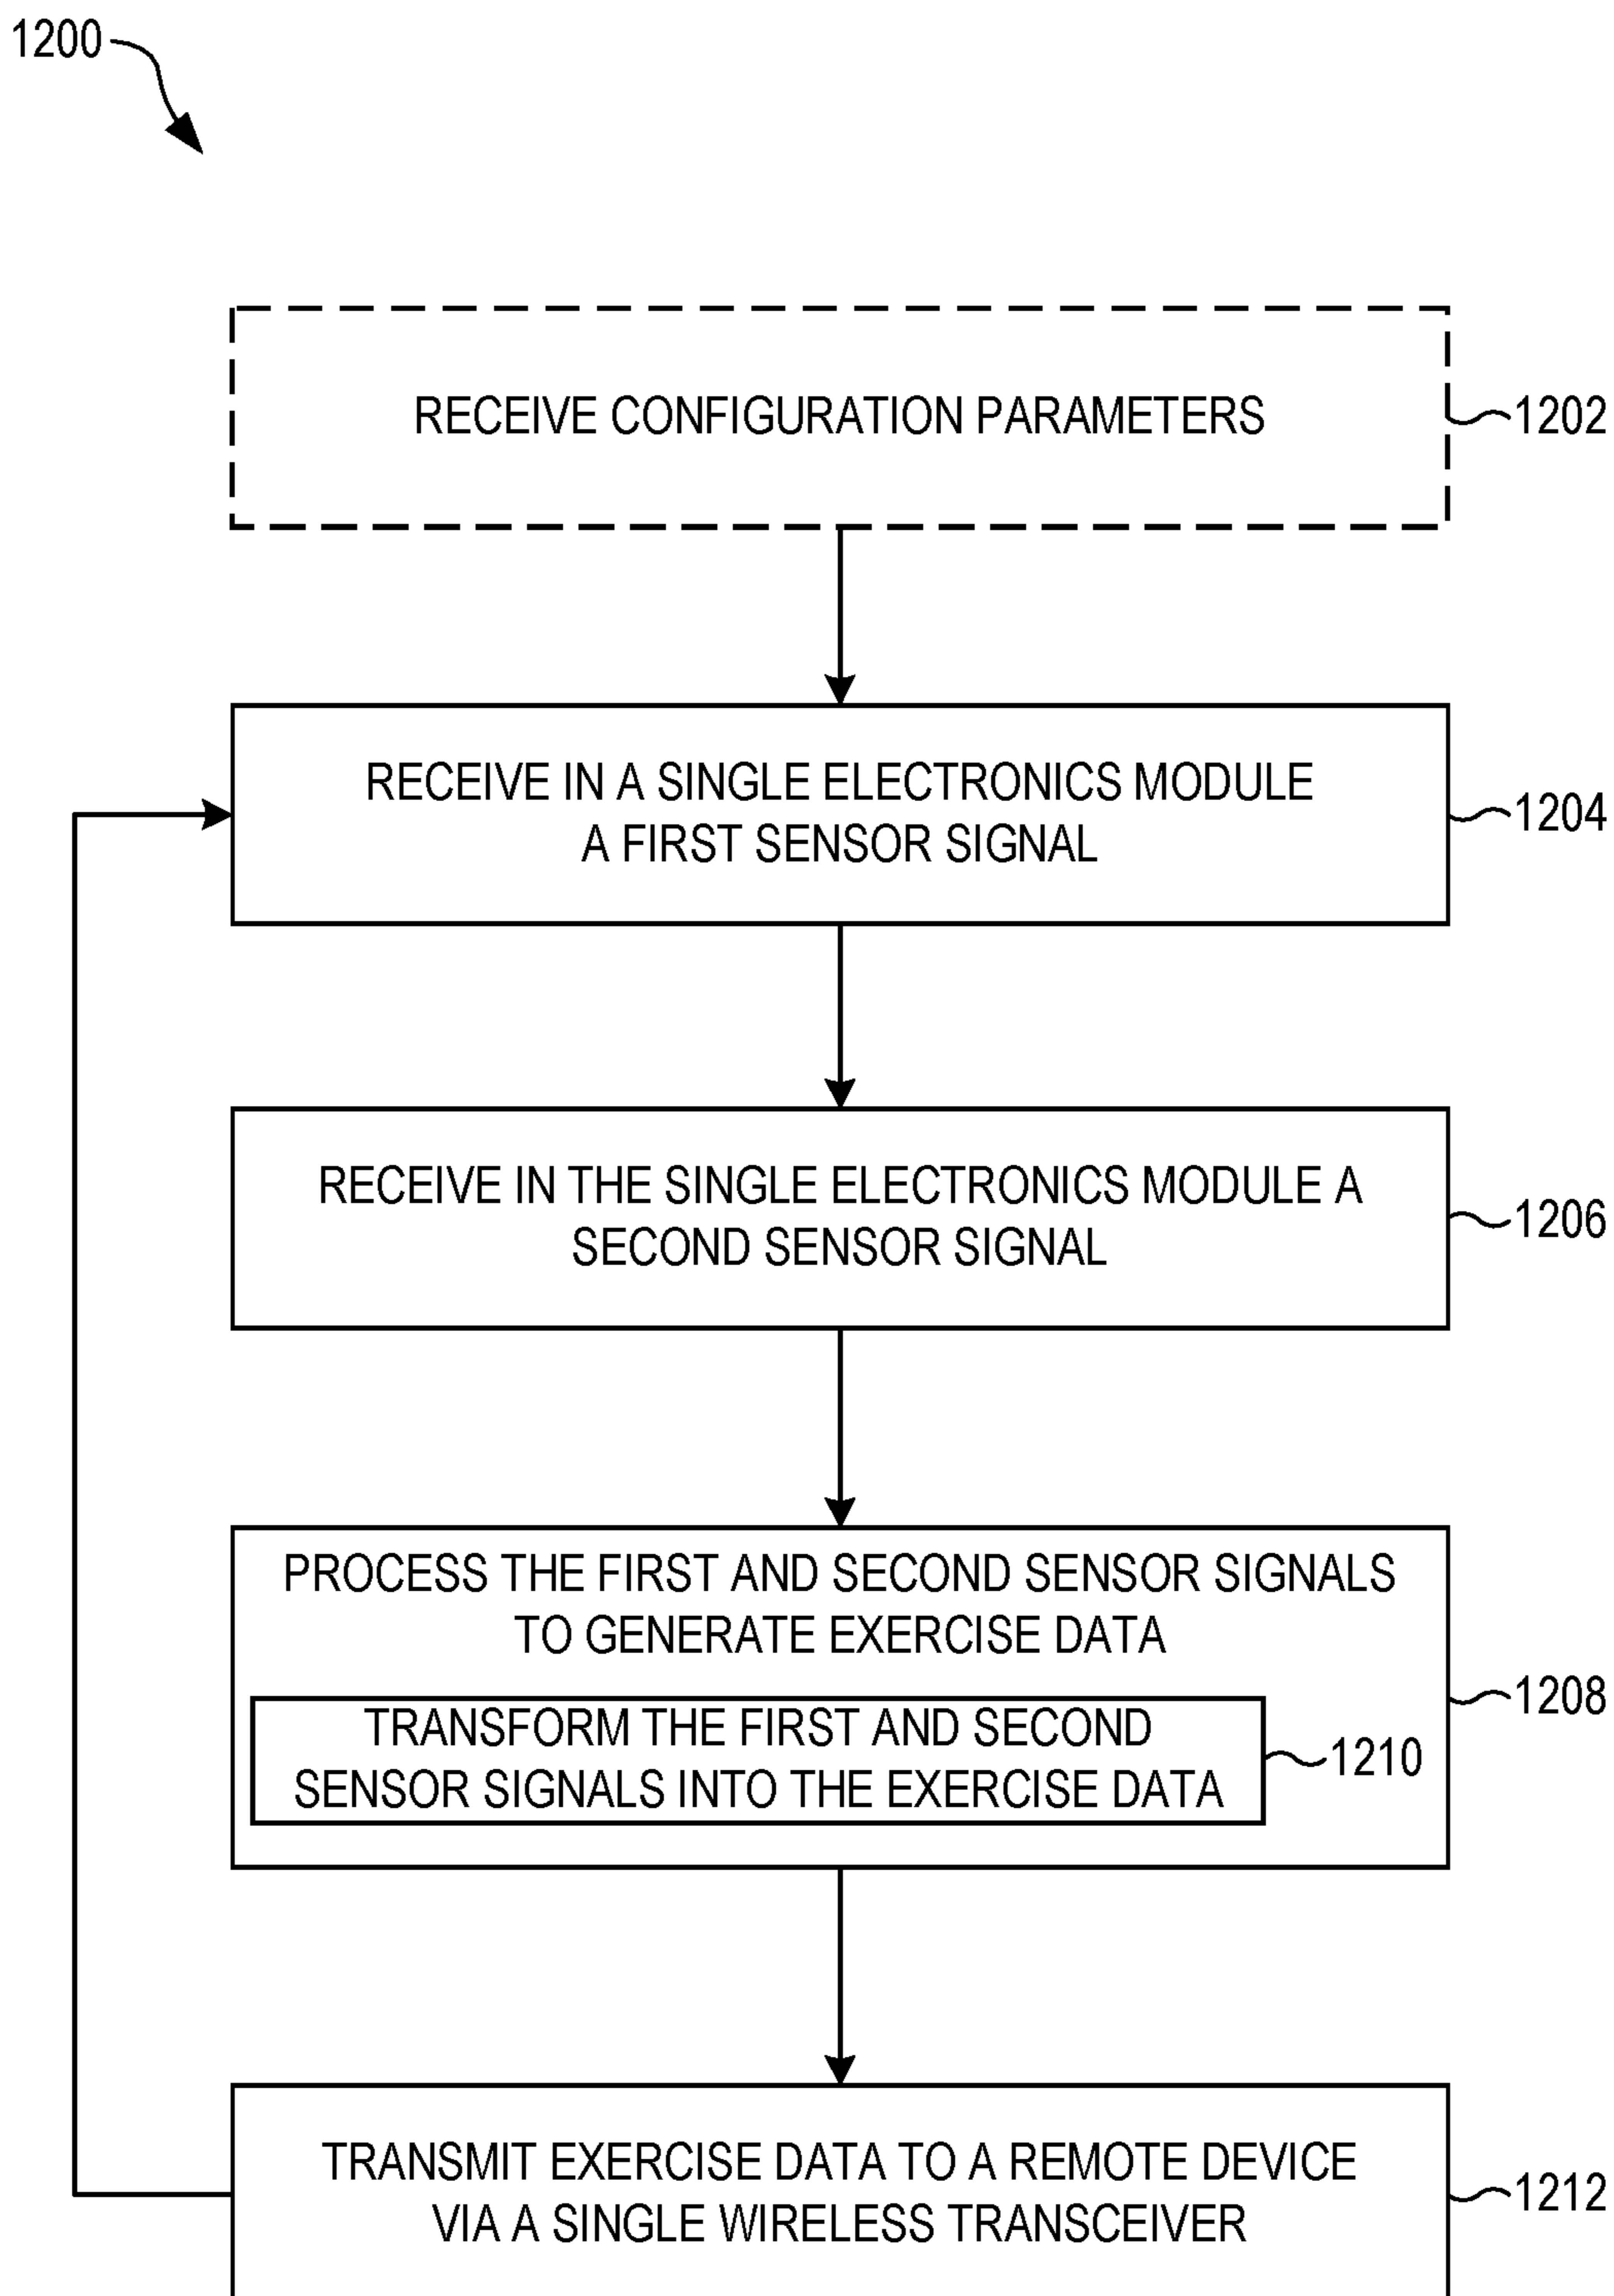 1200
RECEIVE CONFIGURATION PARAMETERS
1202
RECEIVE IN A SINGLE ELECTRONICS MODULE
A FIRST SENSOR SIGNAL
1204
RECEIVE IN THE SINGLE ELECTRONICS MODULE A
SECOND SENSOR SIGNAL
1206
PROCESS THE FIRST AND SECOND SENSOR SIGNALS
TO GENERATE EXERCISE DATA
1208
TRANSFORM THE FIRST AND SECOND
SENSOR SIGNALS INTO THE EXERCISE DATA
1210
TRANSMIT EXERCISE DATA TO A REMOTE DEVICE
VIA A SINGLE WIRELESS TRANSCEIVER
1212